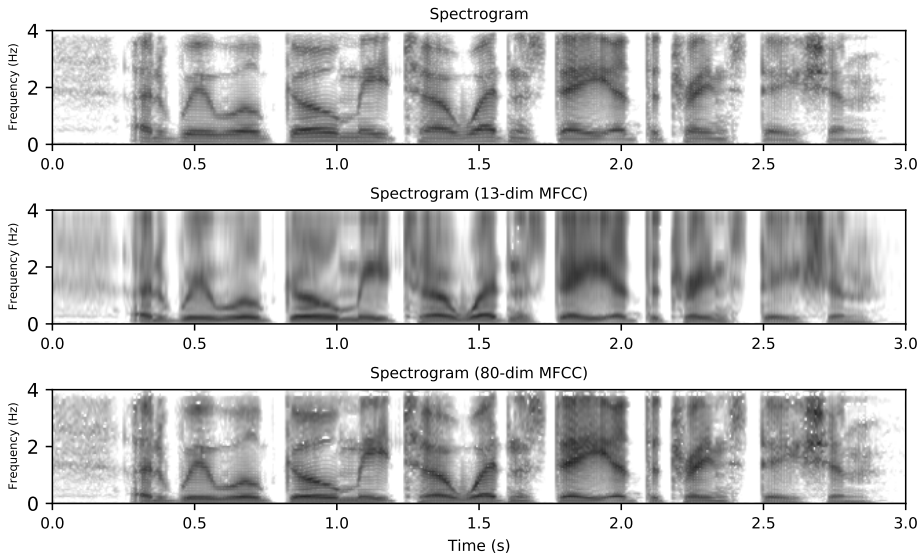 Spectrogram
Frequency (Hz)
4
2
0
0.0 0.5 1.0 1.5 2.0 2.5 3.0
Spectrogram (13-dim MFCC)
Frequency (Hz)
4
2
0
0.0 0.5 1.0 1.5 2.0 2.5 3.0
Spectrogram (80-dim MFCC)
Frequency (Hz)
4
2
0
0.0 0.5 1.0 1.5 2.0 2.5 3.0
Time (s)